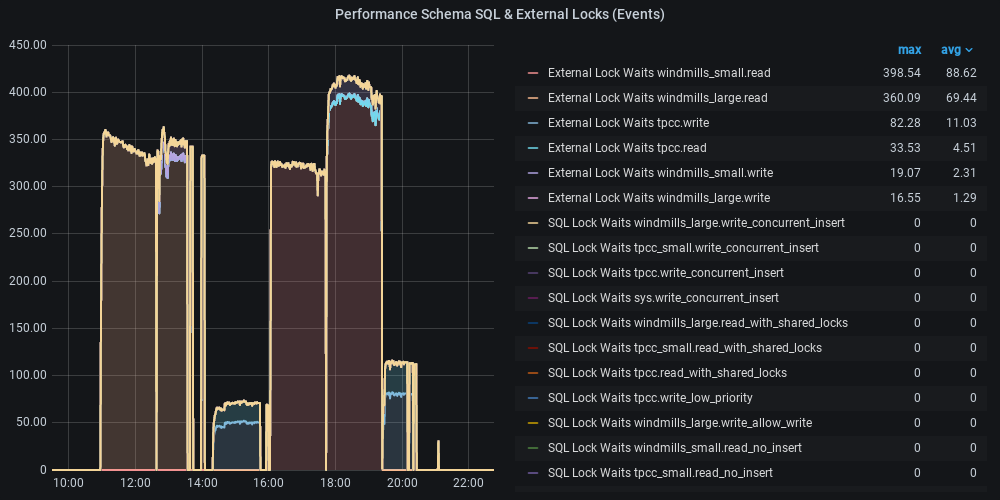 Performance Schema SQL & External Locks (Events)
450.00
400.00
350.00
300.00
250.00
200.00
150.00
100.00
50.00
0
10:00 12:00 14:00 16:00 18:00 20:00 22:00
max avg
External Lock Waits windmills_small.read 398.54 88.62
External Lock Waits windmills_large.read 360.09 69.44
External Lock Waits tpcc.write 82.28 11.03
External Lock Waits tpcc.read 33.53 4.51
External Lock Waits windmills_small.write 19.07 2.31
External Lock Waits windmills_large.write 16.55 1.29
SQL Lock Waits windmills_large.write_concurrent_insert 0 0
SQL Lock Waits tpcc_small.write_concurrent_insert 0 0
SQL Lock Waits tpcc.write_concurrent_insert 0 0
SQL Lock Waits sys.write_concurrent_insert 0 0
SQL Lock Waits windmills_large.read_with_shared_locks 0 0
SQL Lock Waits tpcc_small.read_with_shared_locks 0 0
SQL Lock Waits tpcc.read_with_shared_locks 0 0
SQL Lock Waits tpcc.write_low_priority 0 0
SQL Lock Waits windmills_large.write_allow_write 0 0
SQL Lock Waits windmills_small.read_no_insert 0 0
SQL Lock Waits tpcc_small.read_no_insert 0 0